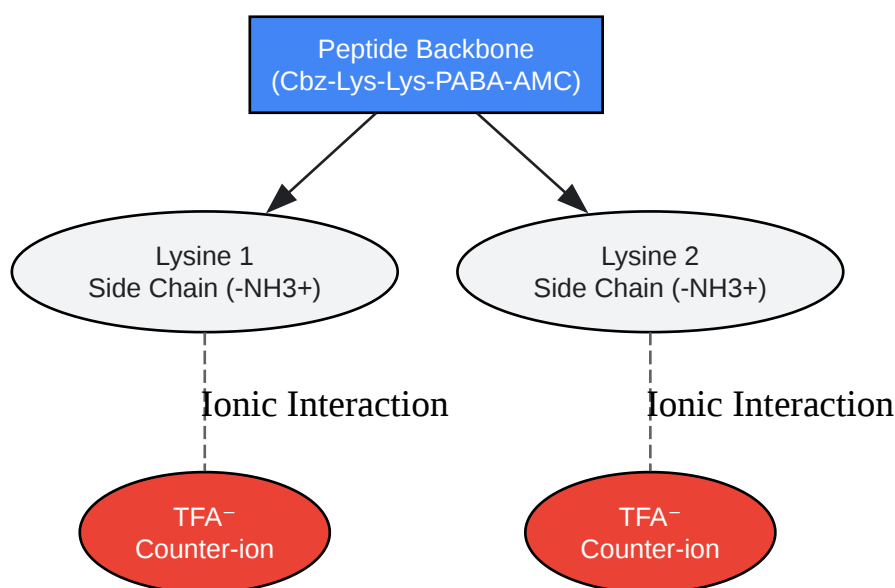 Peptide Backbone
(Cbz-Lys-Lys-PABA-AMC)
Lysine 1
Side Chain (-NH3+)
Lysine 2
Side Chain (-NH3+)
Ionic Interaction
Ionic Interaction
TFA⁻
Counter-ion
TFA⁻
Counter-ion